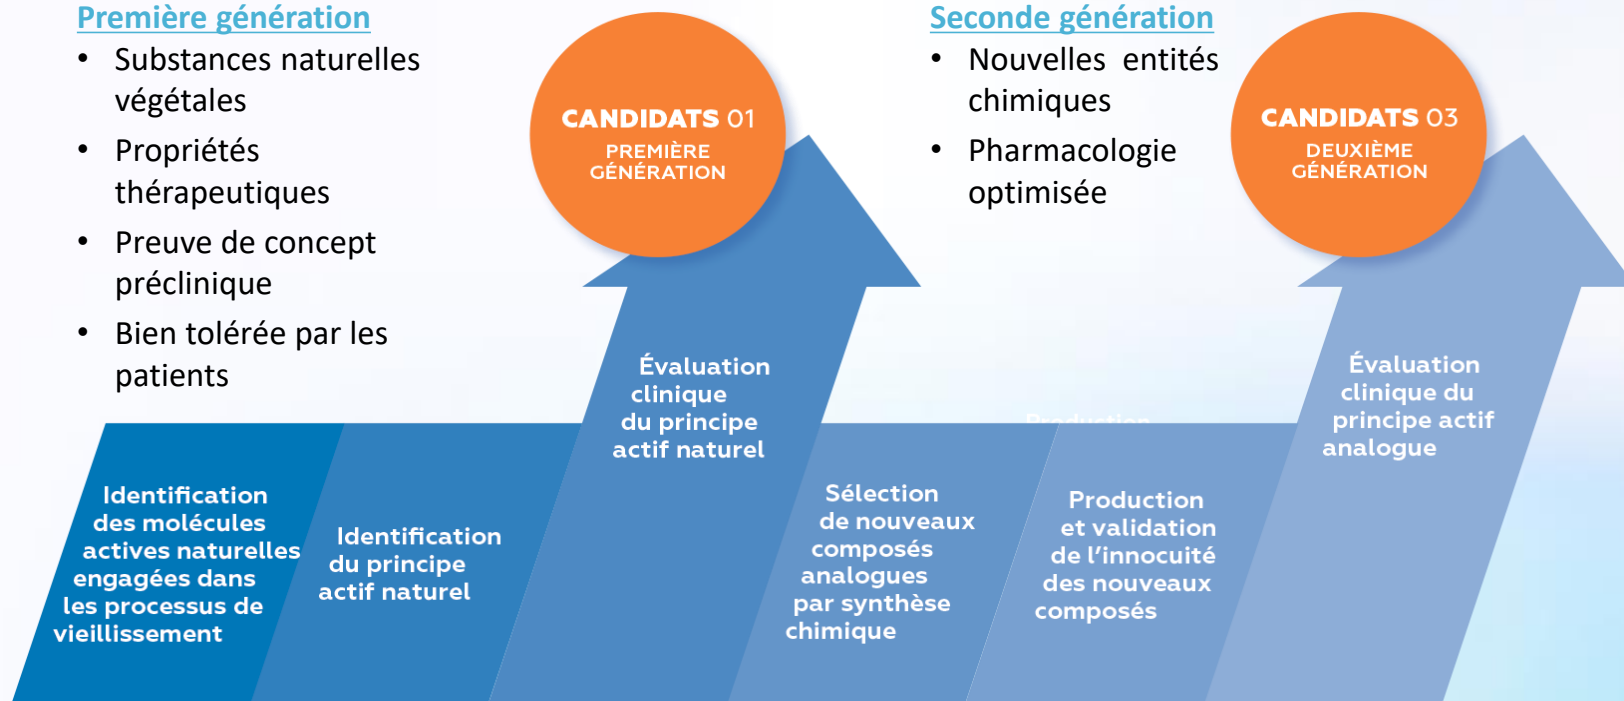 Première génération
• Substances naturelles
végétales
• Propriétés
thérapeutiques
• Preuve de concept
préclinique
• Bien tolérée par les
patients
CANDIDATS 01
PREMIÈRE
GÉNÉRATION
Seconde génération
• Nouvelles entités
chimiques
• Pharmacologie
optimisée
CANDIDATS 03
DEUXIÈME
GÉNÉRATION
Identification
des molécules
actives naturelles
engagées dans
les processus de
vieillissement
Identification
du principe
actif naturel
Évaluation
clinique
du principe
actif naturel
Sélection
de nouveaux
composés
analogues
par synthèse
chimique
Production
Production
et validation
de l’innocuité
des nouveaux
composés
Évaluation
clinique du
principe actif
analogue